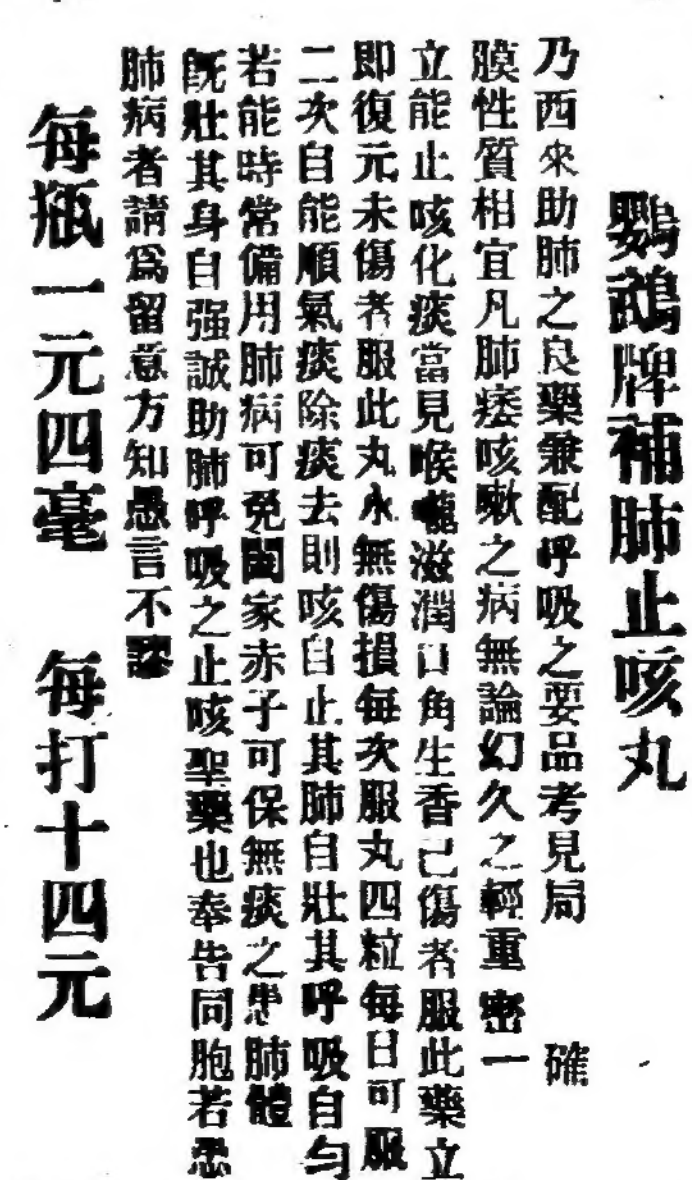 鸚鵡牌補肺止咳丸
乃西來助肺之良藥兼配呼吸之要品考見局 確
膜性質相宜凡肺痿咳嗽之病無論幻久之輕重 密一
立能止咳化痰當見喉嚨滋潤口角生香已傷者服此藥立
即復元未傷者服此丸永無傷損每次服丸四粒每日可服
二次自能順氣痰除痰去則咳自止其肺自壯其呼吸自勻
若能時常備用肺病可免闔家赤子可保無痰之患肺體
既壯其身自强誠助肺呼吸之止咳聖藥也奉告同胞若患
肺病者請爲留意方知愚言不謬
每瓶一元四毫 每打十四元